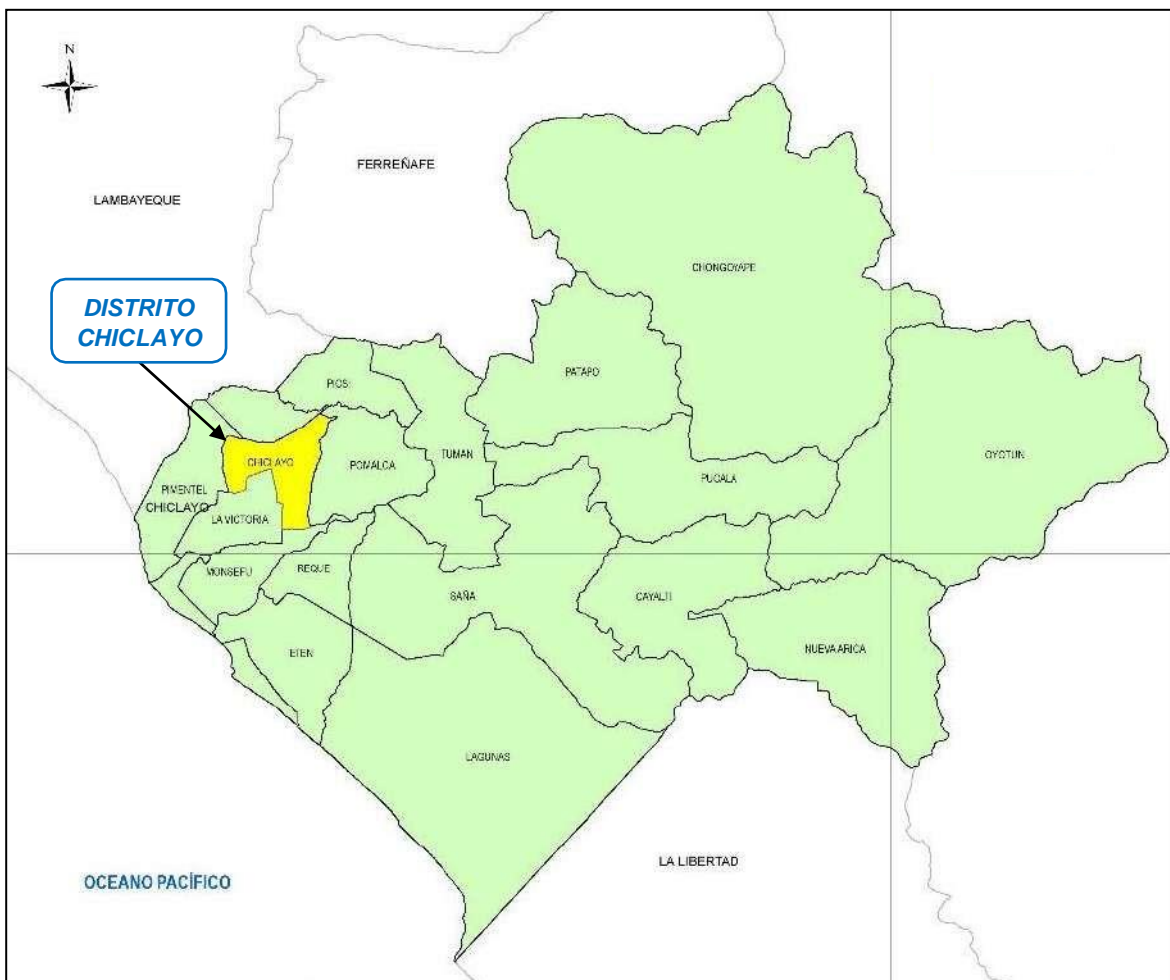 N
FERREÑAFE
LAMBAYEQUE
CHONGOYAPE
DISTRITO
CHICLAYO
PATAPO
PICSI
OYOTUN
TUMAN
CHICLAYO
POMALCA
PUCALA
PIMENTEL
CHICLAYO
LA VICTORIA
MONSEFU
REQUE
SAÑA
CAYALTI
NUEVA ARICA
ETEN
LAGUNAS
LA LIBERTAD
OCEANO PACÍFICO